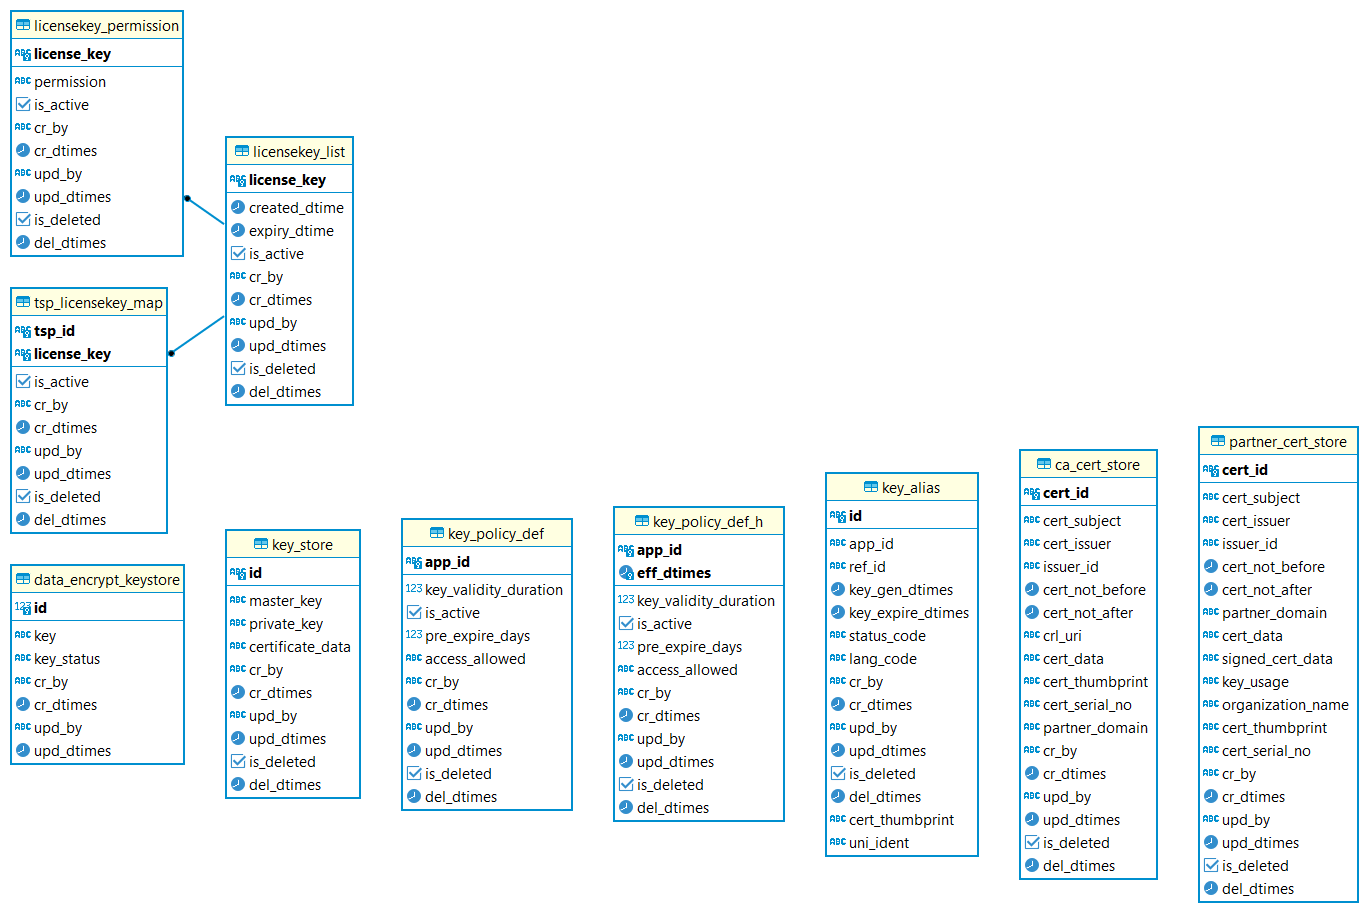 licensekey_permission
license_key
permission
is_active
cr_by
cr_dtimes
upd_by
upd_dtimes
is_deleted
del_dtimes
licensekey_list
license_key
created_dtime
expiry_dtime
is_active
cr_by
cr_dtimes
upd_by
upd_dtimes
is_deleted
del_dtimes
tsp_licensekey_map
tsp_id
license_key
is_active
cr_by
cr_dtimes
upd_by
upd_dtimes
is_deleted
del_dtimes
data_encrypt_keystore
id
key
key_status
cr_by
cr_dtimes
upd_by
upd_dtimes
key_store
id
master_key
private_key
certificate_data
cr_by
cr_dtimes
upd_by
upd_dtimes
is_deleted
del_dtimes
key_policy_def
app_id
key_validity_duration
is_active
pre_expire_days
access_allowed
cr_by
cr_dtimes
upd_by
upd_dtimes
is_deleted
del_dtimes
key_policy_def_h
app_id
eff_dtimes
key_validity_duration
is_active
pre_expire_days
access_allowed
cr_by
cr_dtimes
upd_by
upd_dtimes
is_deleted
del_dtimes
key_alias
id
app_id
ref_id
key_gen_dtimes
key_expire_dtimes
status_code
lang_code
cr_by
cr_dtimes
upd_by
upd_dtimes
is_deleted
del_dtimes
cert_thumbprint
uni_ident
ca_cert_store
cert_id
cert_subject
cert_issuer
issuer_id
cert_not_before
cert_not_after
crl_uri
cert_data
cert_thumbprint
cert_serial_no
partner_domain
cr_by
cr_dtimes
upd_by
upd_dtimes
is_deleted
del_dtimes
partner_cert_store
cert_id
cert_subject
cert_issuer
issuer_id
cert_not_before
cert_not_after
partner_domain
cert_data
signed_cert_data
key_usage
organization_name
cert_thumbprint
cert_serial_no
cr_by
cr_dtimes
upd_by
upd_dtimes
is_deleted
del_dtimes